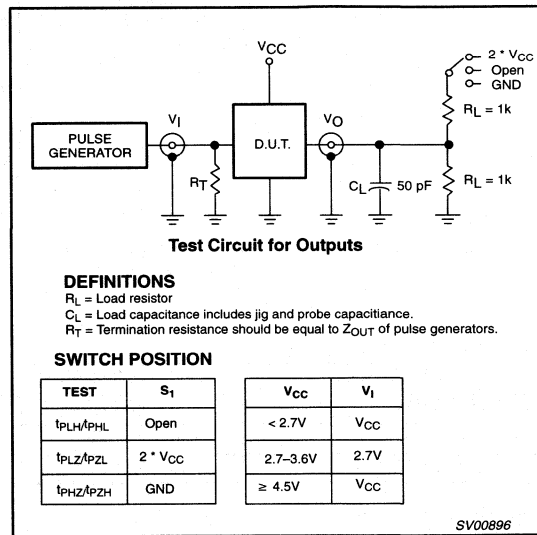 VCC
2 * VCC
Open
GND
VI
VO
RL = 1k
PULSE
GENERATOR
D.U.T.
RT
CL
50 pF
RL = 1k
Test Circuit for Outputs
DEFINITIONS
RL = Load resistor
CL = Load capacitance includes jig and probe capacitiance.
RT = Termination resistance should be equal to ZOUT of pulse generators.
SWITCH POSITION
TEST S1
tPLH/tPHL Open
tPLZ/tPZL 2 * VCC
tPHZ/tPZH GND
VCC VI
< 2.7V VCC
2.7–3.6V 2.7V
≥ 4.5V VCC
SV00896